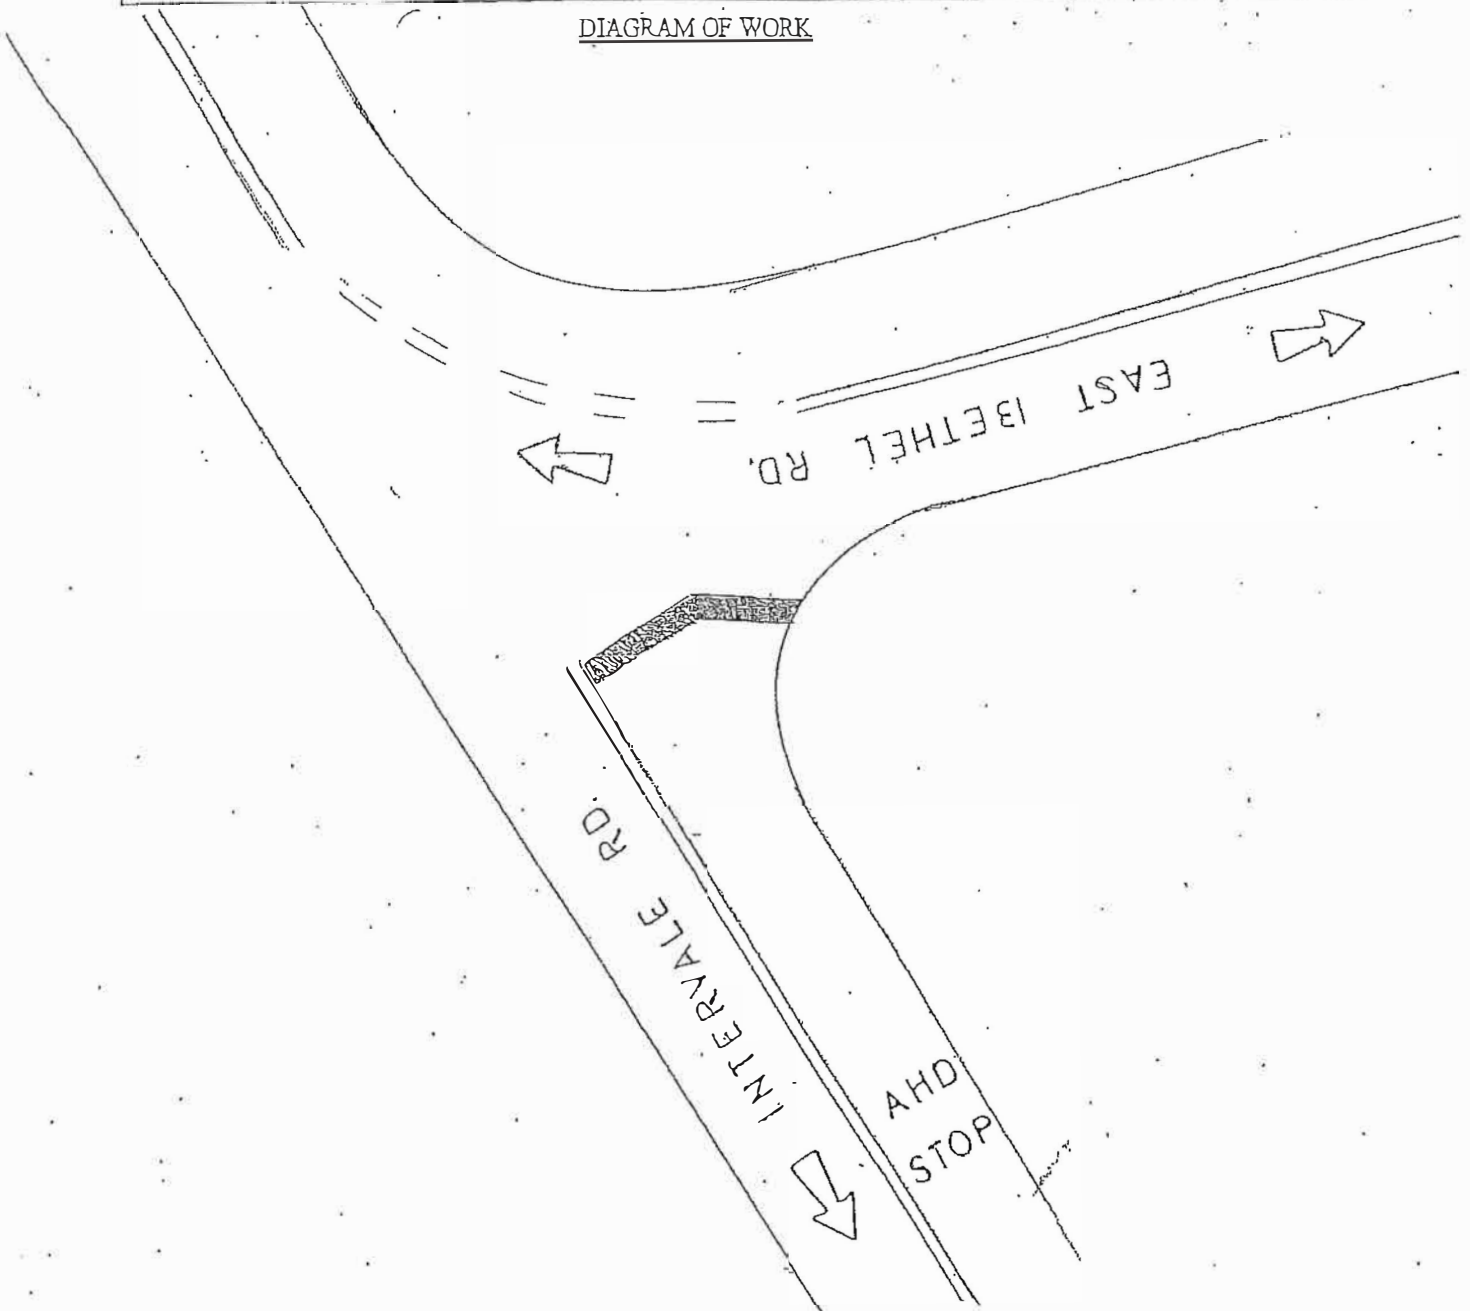 DIAGRAM OF WORK
EAST BETHEL RD.
INTERVALE RD.
AHD
STOP